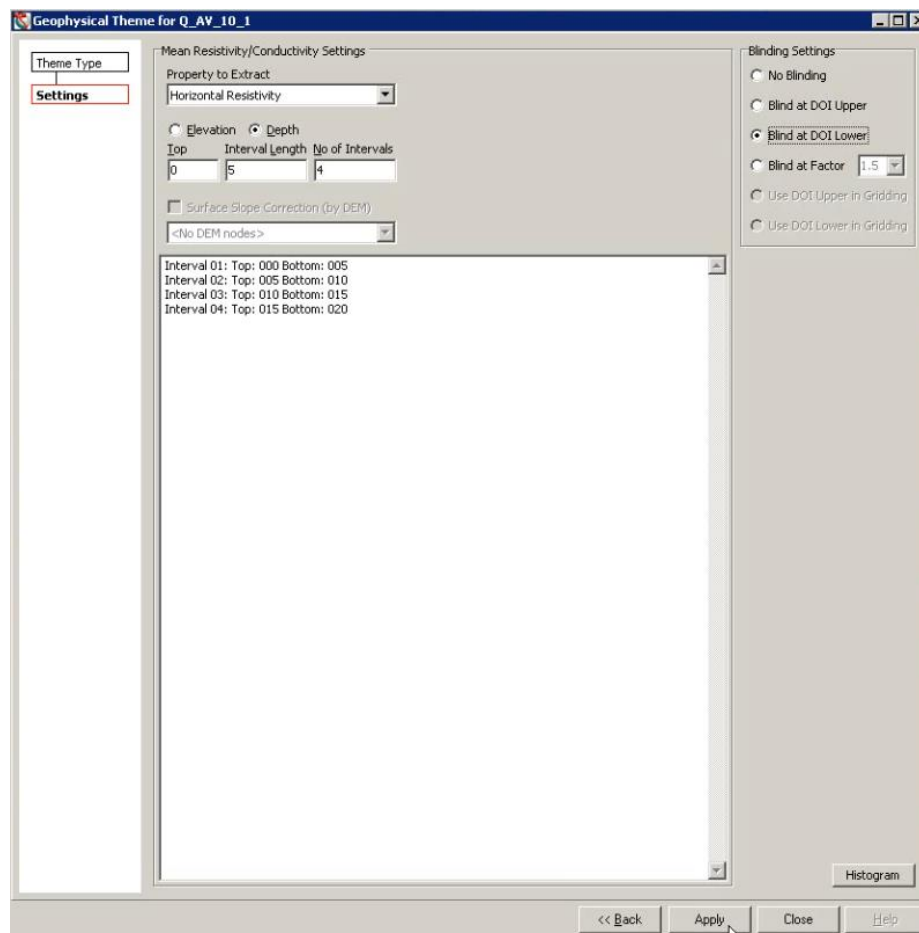 Geophysical Theme for Q_AV_10_1
Theme Type
Settings
Mean Resistivity/Conductivity Settings
Property to Extract
Horizontal Resistivity
Elevation Depth
Top Interval Length No of Intervals
0 5 4
Surface Slope Correction (by DEM)
<No DEM nodes>
Interval 01: Top: 000 Bottom: 005
Interval 02: Top: 005 Bottom: 010
Interval 03: Top: 010 Bottom: 015
Interval 04: Top: 015 Bottom: 020
Blinding Settings
No Blinding
Blind at DOI Upper
Blind at DOI Lower
Blind at Factor 1.5
Use DOI Upper in Gridding
Use DOI Lower in Gridding
Histogram
<< Back Apply Close Help